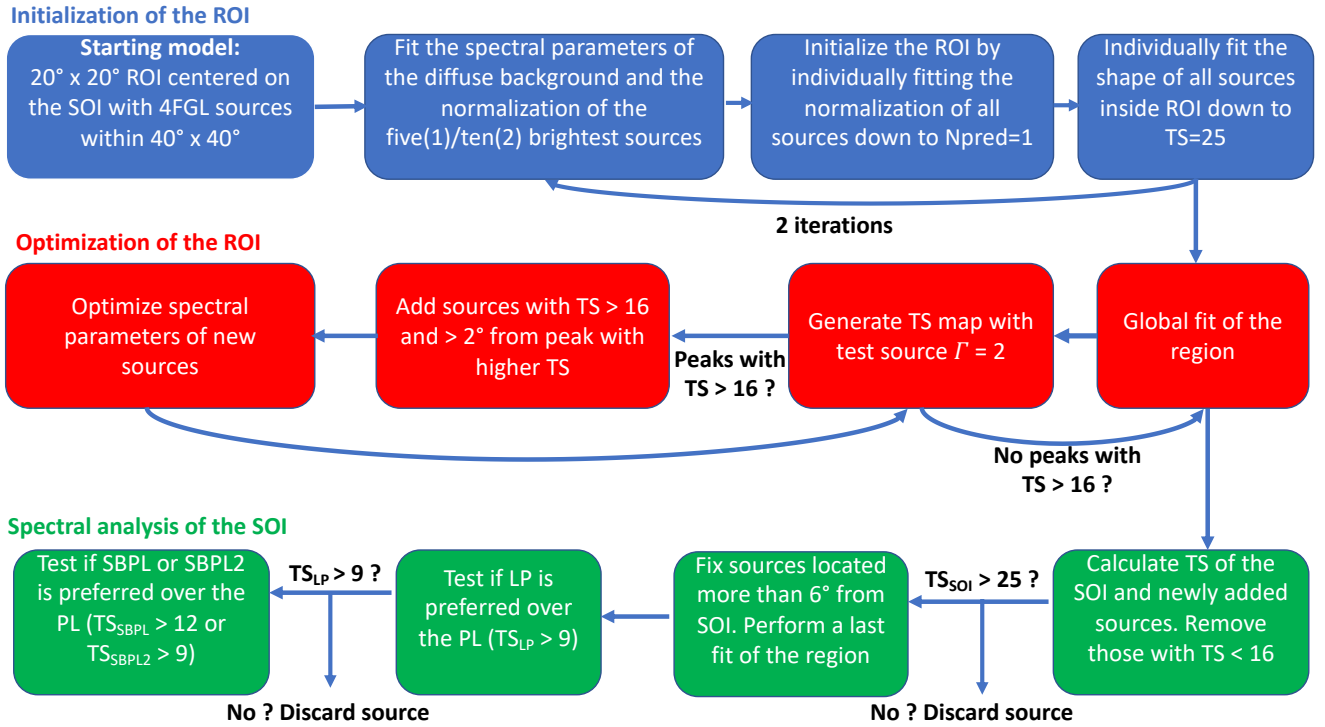 Initialization of the ROI
Starting model:
20° x 20° ROI centered on
the SOI with 4FGL sources
within 40° x 40°
Fit the spectral parameters of
the diffuse background and the
normalization of the
five(1)/ten(2) brightest sources
Initialize the ROI by
individually fitting the
normalization of all
sources down to Npred=1
Individually fit the
shape of all sources
inside ROI down to
TS=25
2 iterations
Optimization of the ROI
Optimize spectral
parameters of new
sources
Add sources with TS > 16
and > 2° from peak with
higher TS
Peaks with
TS > 16 ?
Generate TS map with
test source Γ = 2
Global fit of the
region
No peaks with
TS > 16 ?
Spectral analysis of the SOI
Test if SBPL or SBPL2
is preferred over the
PL (TSSBPL > 12 or
TSSBPL2 > 9)
TSLP > 9 ?
Test if LP is
preferred over
the PL (TSLP > 9)
Fix sources located
more than 6° from
SOI. Perform a last
fit of the region
TSSOI > 25 ?
Calculate TS of the
SOI and newly added
sources. Remove
those with TS < 16
No ? Discard source
No ? Discard source